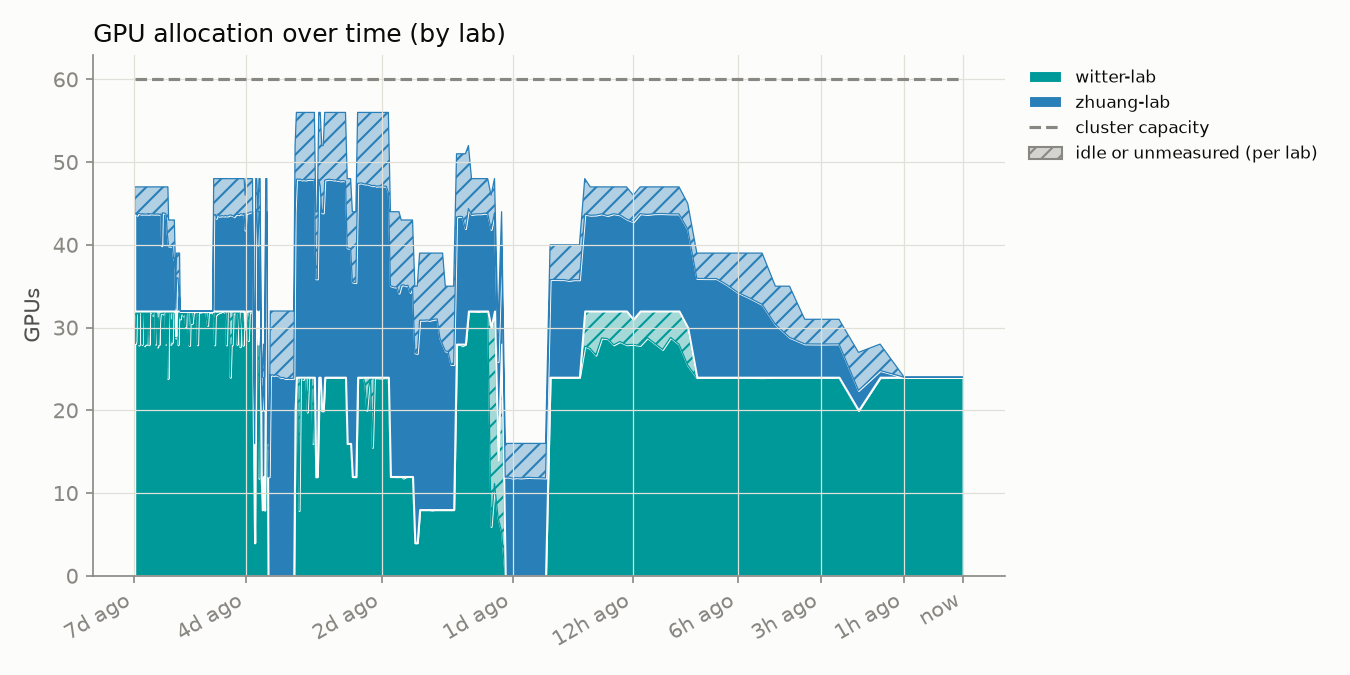 GPU allocation over time (by lab)
60
50
40
30
20
10
0
GPUs
7d ago
4d ago
2d ago
1d ago
12h ago
6h ago
3h ago
1h ago
now
witter-lab
zhuang-lab
cluster capacity
idle or unmeasured (per lab)